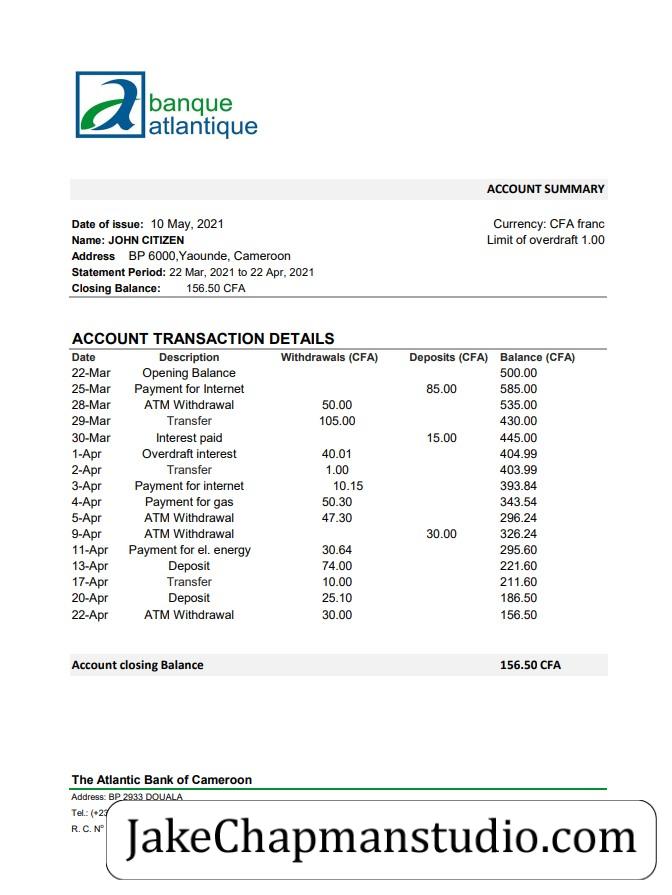 banque
atlantique
ACCOUNT SUMMARY
Date of issue: 10 May, 2021 Currency: CFA franc
Name: JOHN CITIZEN Limit of overdraft 1.00
Address BP 6000,Yaounde, Cameroon
Statement Period: 22 Mar, 2021 to 22 Apr, 2021
Closing Balance: 156.50 CFA
ACCOUNT TRANSACTION DETAILS
Date Description Withdrawals (CFA) Deposits (CFA) Balance (CFA)
22-Mar Opening Balance 500.00
25-Mar Payment for Internet 85.00 585.00
28-Mar ATM Withdrawal 50.00 535.00
29-Mar Transfer 105.00 430.00
30-Mar Interest paid 15.00 445.00
1-Apr Overdraft interest 40.01 404.99
2-Apr Transfer 1.00 403.99
3-Apr Payment for internet 10.15 393.84
4-Apr Payment for gas 50.30 343.54
5-Apr ATM Withdrawal 47.30 296.24
9-Apr ATM Withdrawal 30.00 326.24
11-Apr Payment for el. energy 30.64 295.60
13-Apr Deposit 74.00 221.60
17-Apr Transfer 10.00 211.60
20-Apr Deposit 25.10 186.50
22-Apr ATM Withdrawal 30.00 156.50
Account closing Balance 156.50 CFA
The Atlantic Bank of Cameroon
Address: BP 2933 DOUALA
Tel.: (+23
R. C. Nº
JakeChapmanstudio.com